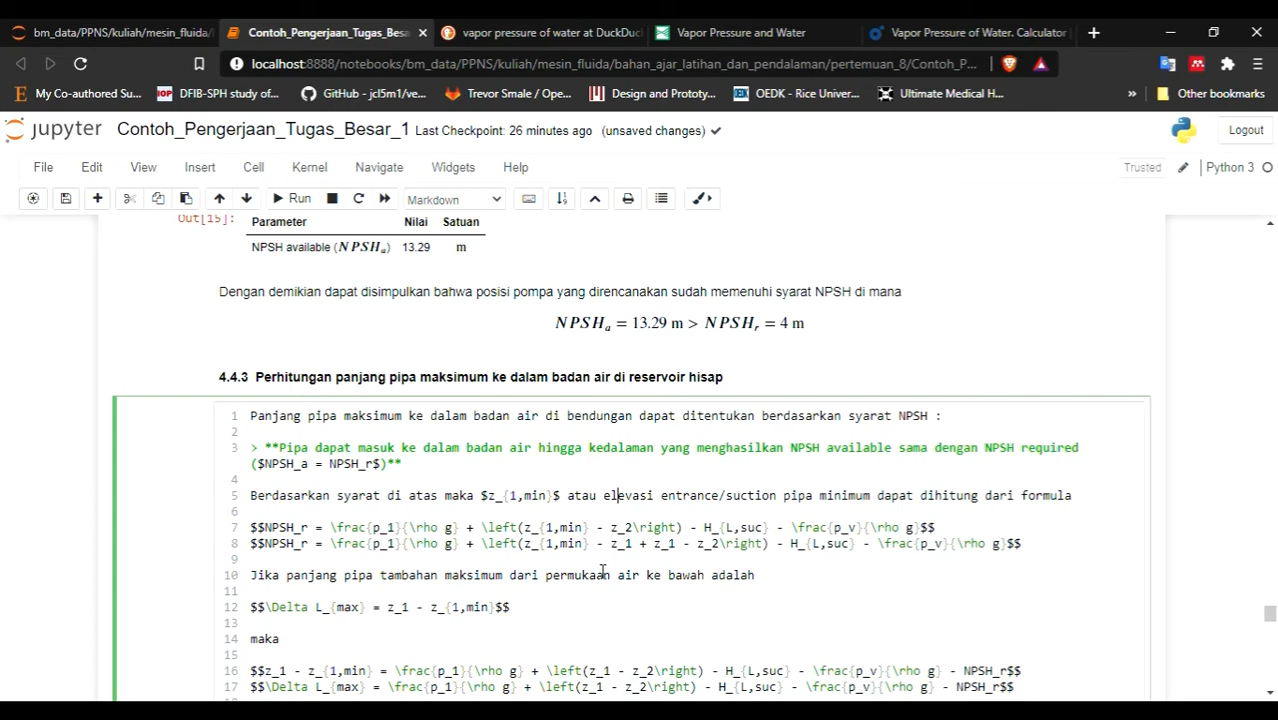 bm_data/PPNS/kuliah/mesin_fluida/ Contoh_Pengerjaan_Tugas_Besa vapor pressure of water at DuckDuc Vapor Pressure and Water Vapor Pressure of Water. Calculator
localhost:8888/notebooks/bm_data/PPNS/kuliah/mesin_fluida/bahan_ajar_latihan_dan_pendalaman/pertemuan_8/Contoh_P...
My Co-authored Su... IOP DFIB-SPH study of... GitHub - jcl5m1/ve... Trevor Smale / Ope... Design and Prototy... OEDK - Rice Univer... Ultimate Medical H... » Other bookmarks
jupyter Contoh_Pengerjaan_Tugas_Besar_1 Last Checkpoint: 26 minutes ago (unsaved changes) Logout
File Edit View Insert Cell Kernel Navigate Widgets Help Trusted Python 3
Run Markdown
Out[15]: Parameter Nilai Satuan
NPSH available (NPSHₐ) 13.29 m
Dengan demikian dapat disimpulkan bahwa posisi pompa yang direncanakan sudah memenuhi syarat NPSH di mana
NPSHₐ = 13.29 m > NPSHᵣ = 4 m
4.4.3 Perhitungan panjang pipa maksimum ke dalam badan air di reservoir hisap
1 Panjang pipa maksimum ke dalam badan air di bendungan dapat ditentukan berdasarkan syarat NPSH :
2
3 > **Pipa dapat masuk ke dalam badan air hingga kedalaman yang menghasilkan NPSH available sama dengan NPSH required
($NPSH_a = NPSH_r$)**
4
5 Berdasarkan syarat di atas maka $z_{1,min}$ atau elevasi entrance/suction pipa minimum dapat dihitung dari formula
6
7 $$NPSH_r = \frac{p_1}{\rho g} + \left(z_{1,min} - z_2\right) - H_{L,suc} - \frac{p_v}{\rho g}$$
8 $$NPSH_r = \frac{p_1}{\rho g} + \left(z_{1,min} - z_1 + z_1 - z_2\right) - H_{L,suc} - \frac{p_v}{\rho g}$$
9
10 Jika panjang pipa tambahan maksimum dari permukaan air ke bawah adalah
11
12 $$\Delta L_{max} = z_1 - z_{1,min}$$
13
14 maka
15
16 $$z_1 - z_{1,min} = \frac{p_1}{\rho g} + \left(z_1 - z_2\right) - H_{L,suc} - \frac{p_v}{\rho g} - NPSH_r$$
17 $$\Delta L_{max} = \frac{p_1}{\rho g} + \left(z_1 - z_2\right) - H_{L,suc} - \frac{p_v}{\rho g} - NPSH_r$$